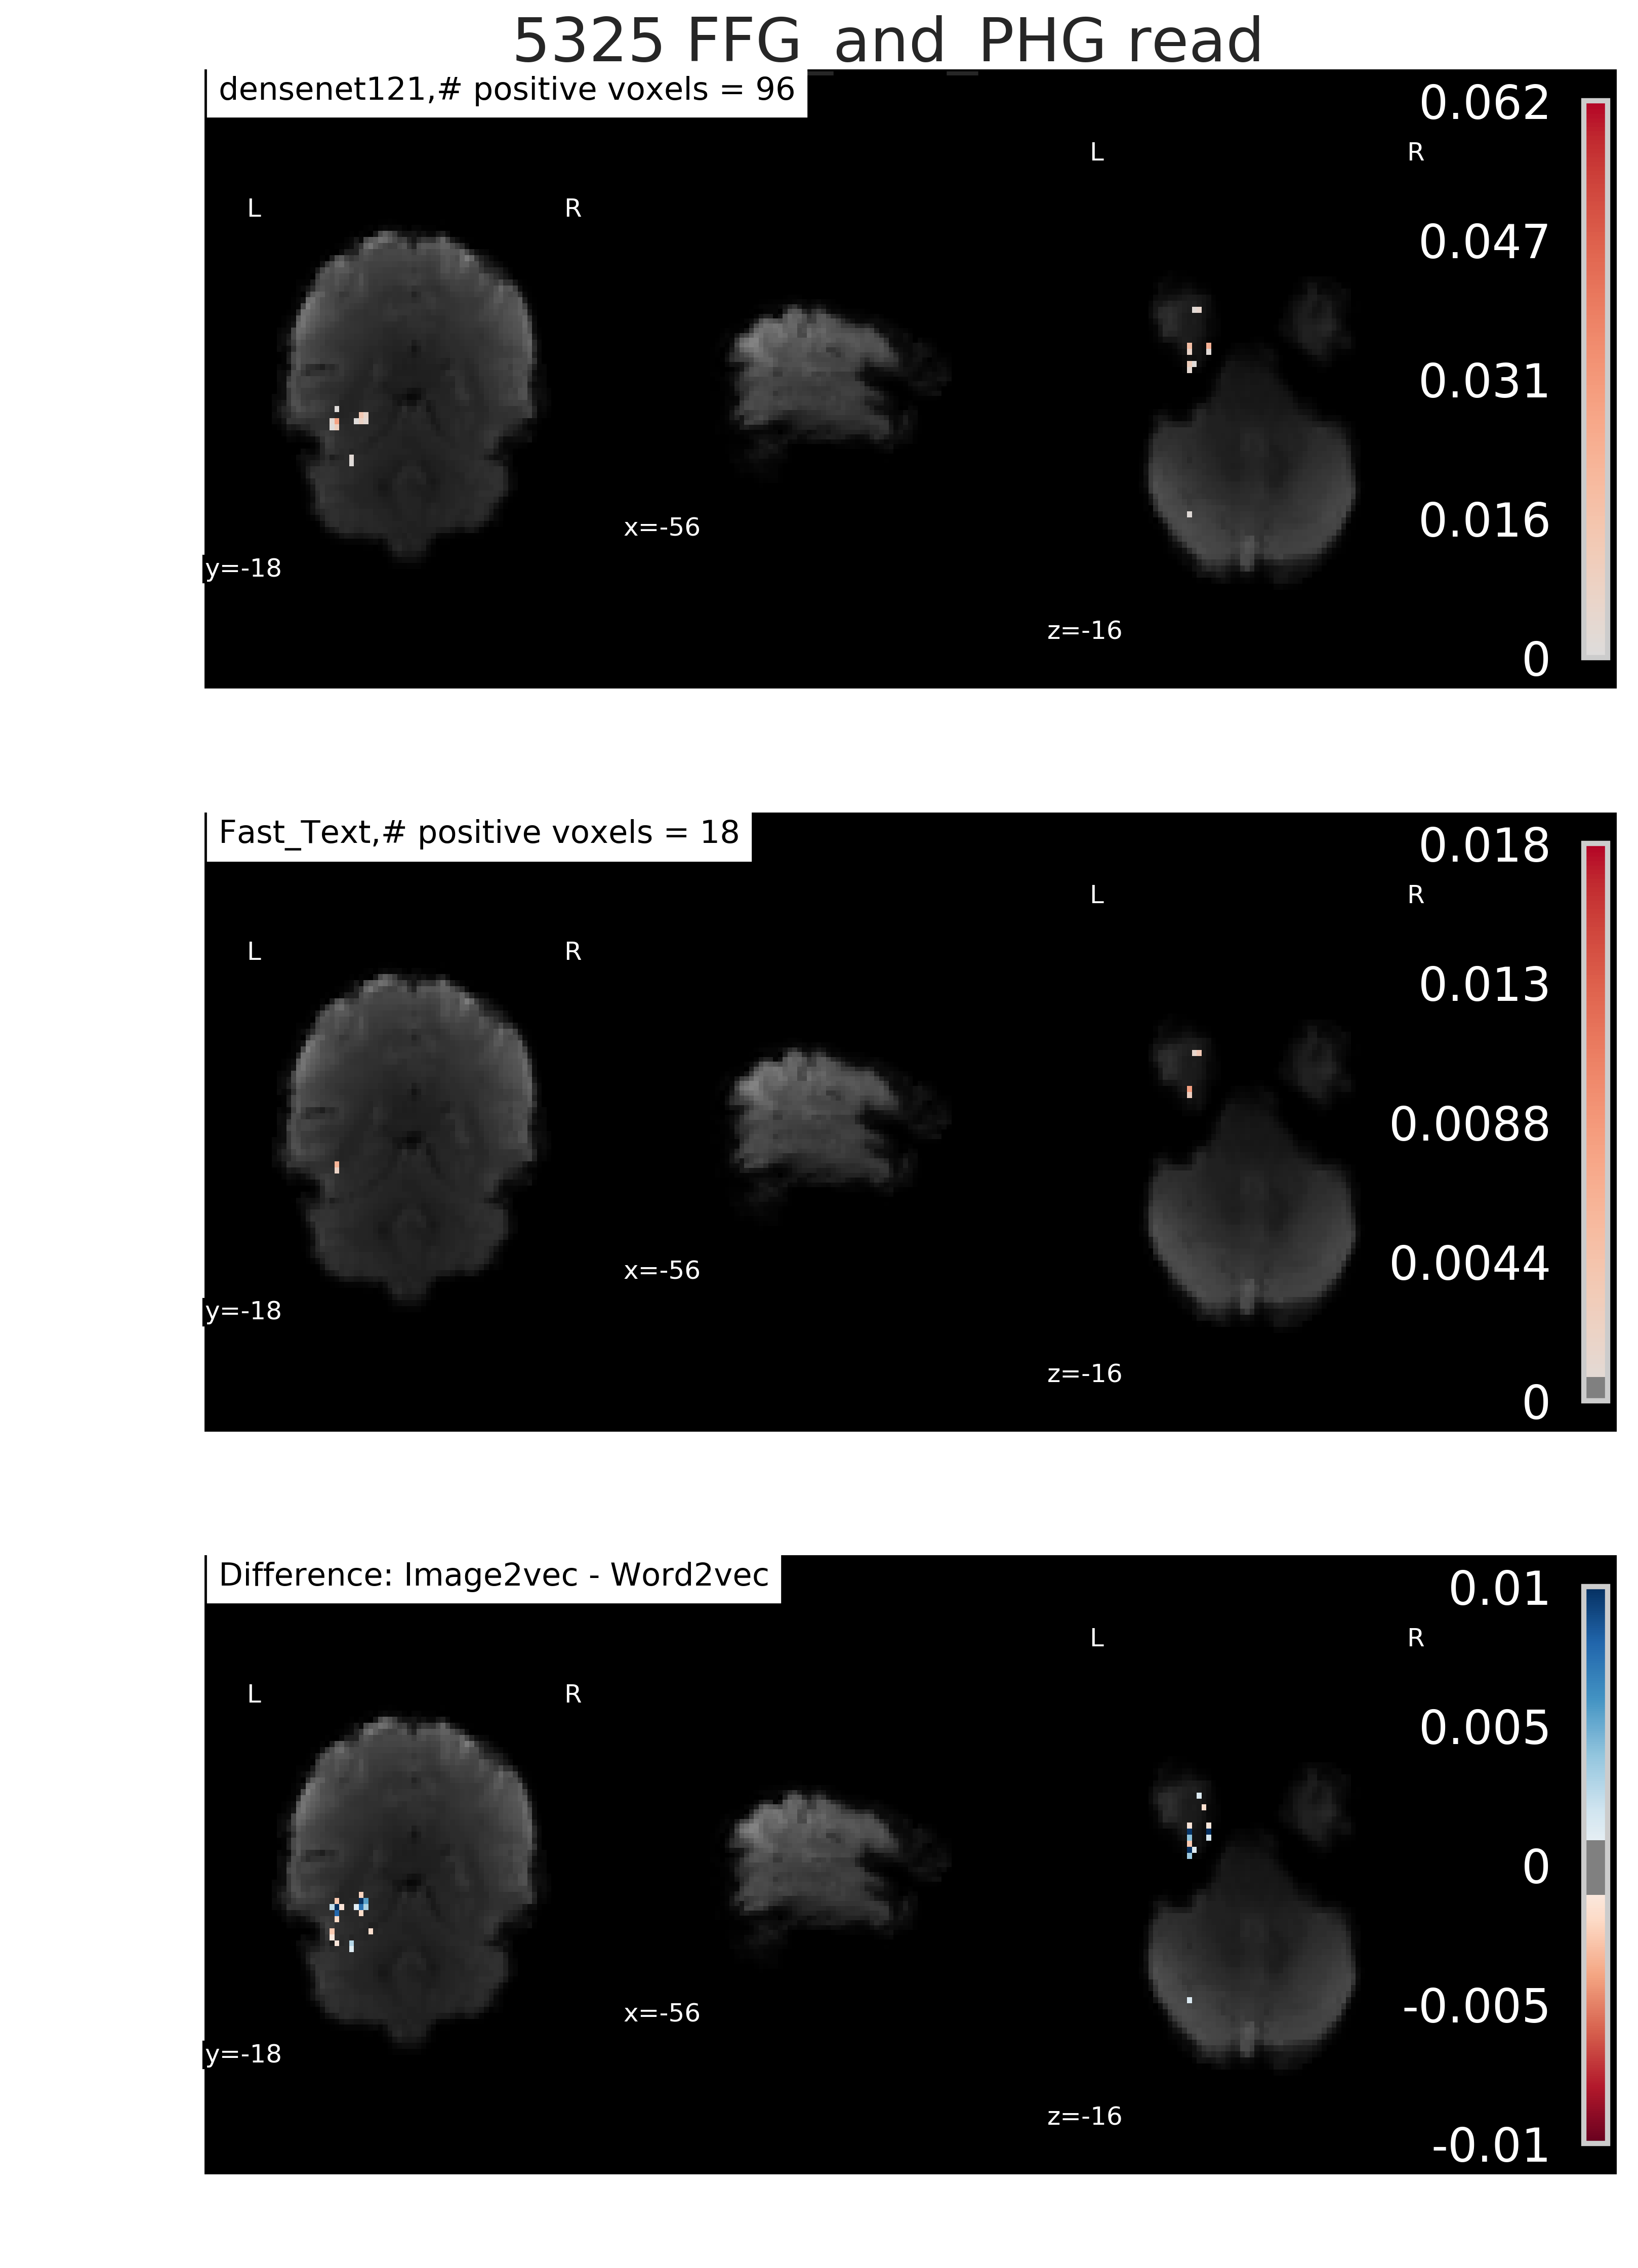 5325 FFG_and_PHG read
densenet121,# positive voxels = 96
0.062
L R
0.047
L R
0.031
0.016
x=-56
y=-18
z=-16
0
Fast_Text,# positive voxels = 18
0.018
L R
0.013
L R
0.0088
0.0044
x=-56
y=-18
z=-16
0
Difference: Image2vec - Word2vec
0.01
L R
0.005
L R
0
-0.005
x=-56
y=-18
z=-16
-0.01